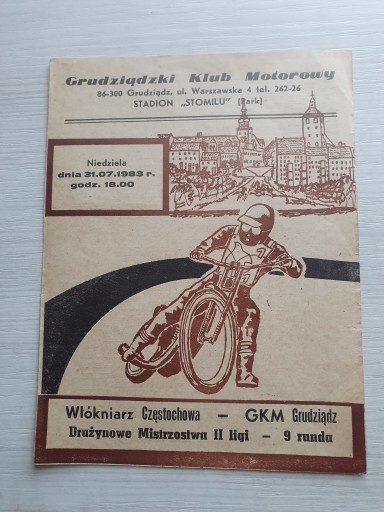 Grudziądzki Klub Motorowy
86-300 Grudziądz, ul. Warszawska 4 tel. 262-26
STADION „STOMILU" (Park)
Niedziela
dnia 31.07.1983 r.
godz. 18.00
Włókniarz Częstochowa — GKM Grudziądz
Drużynowe Mistrzostwa II ligi — 9 runda